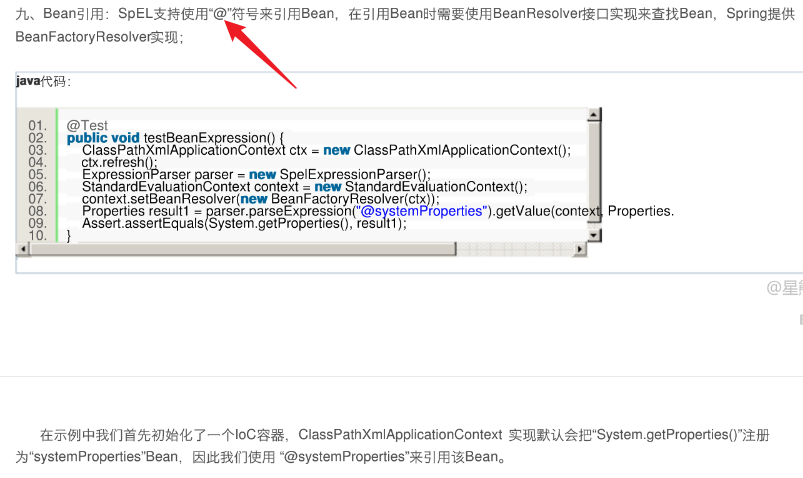 九、Bean引用：SpEL支持使用“@”符号来引用Bean，在引用Bean时需要使用BeanResolver接口实现来查找Bean，Spring提供
BeanFactoryResolver实现；
java代码：
01. @Test
02. public void testBeanExpression() {
03. ClassPathXmlApplicationContext ctx = new ClassPathXmlApplicationContext();
04. ctx.refresh();
05. ExpressionParser parser = new SpelExpressionParser();
06. StandardEvaluationContext context = new StandardEvaluationContext();
07. context.setBeanResolver(new BeanFactoryResolver(ctx));
08. Properties result1 = parser.parseExpression("@systemProperties").getValue(context, Properties.
09. Assert.assertEquals(System.getProperties(), result1);
10. }
@星
在示例中我们首先初始化了一个IoC容器，ClassPathXmlApplicationContext 实现默认会把“System.getProperties()”注册
为“systemProperties”Bean，因此我们使用 “@systemProperties”来引用该Bean。